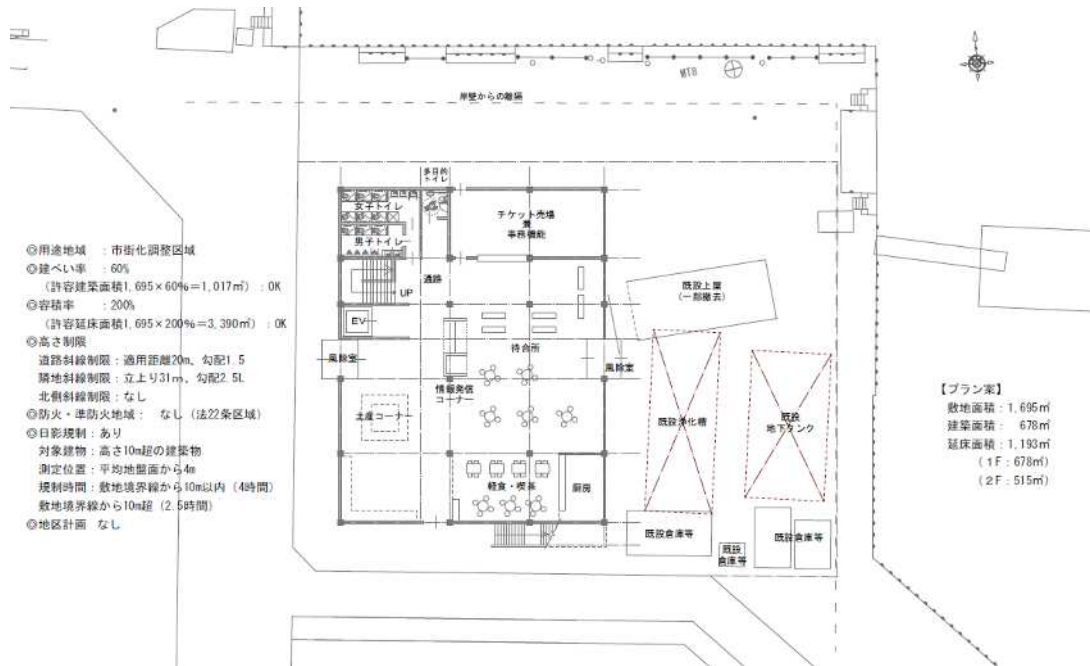 MTB
岸壁からの離隔
多目的
トイレ
女子トイレ
男子トイレ
チケット売場
兼
事務機能
通路
UP
EV
風除室
待合所
風除室
情報発信
コーナー
土産コーナー
軽食・喫茶
厨房
既設上屋
(一部撤去)
既設浄化槽
既設
地下タンク
既設倉庫等
既設
倉庫等
既設倉庫等
◎用途地域 :市街化調整区域
◎建ぺい率 :60%
(許容建築面積1,695×60%=1,017㎡):OK
◎容積率 :200%
(許容延床面積1,695×200%=3,390㎡):OK
◎高さ制限
道路斜線制限:適用距離20m、勾配1.5
隣地斜線制限:立上り31m、勾配2.5L
北側斜線制限:なし
◎防火・準防火地域: なし(法22条区域)
◎日影規制:あり
対象建物:高さ10m超の建築物
測定位置:平均地盤面から4m
規制時間:敷地境界線から10m以内(4時間)
敷地境界線から10m超(2.5時間)
◎地区計画 なし
【プラン案】
敷地面積:1,695㎡
建築面積: 678㎡
延床面積:1,193㎡
(1F:678㎡)
(2F:515㎡)